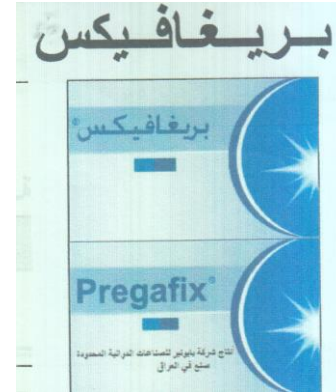 بريغافيكس
بريغافيكس®
Pregafix®
انتاج شركة بايونير للصناعات الدوائية المحدودة
صنع في العراق